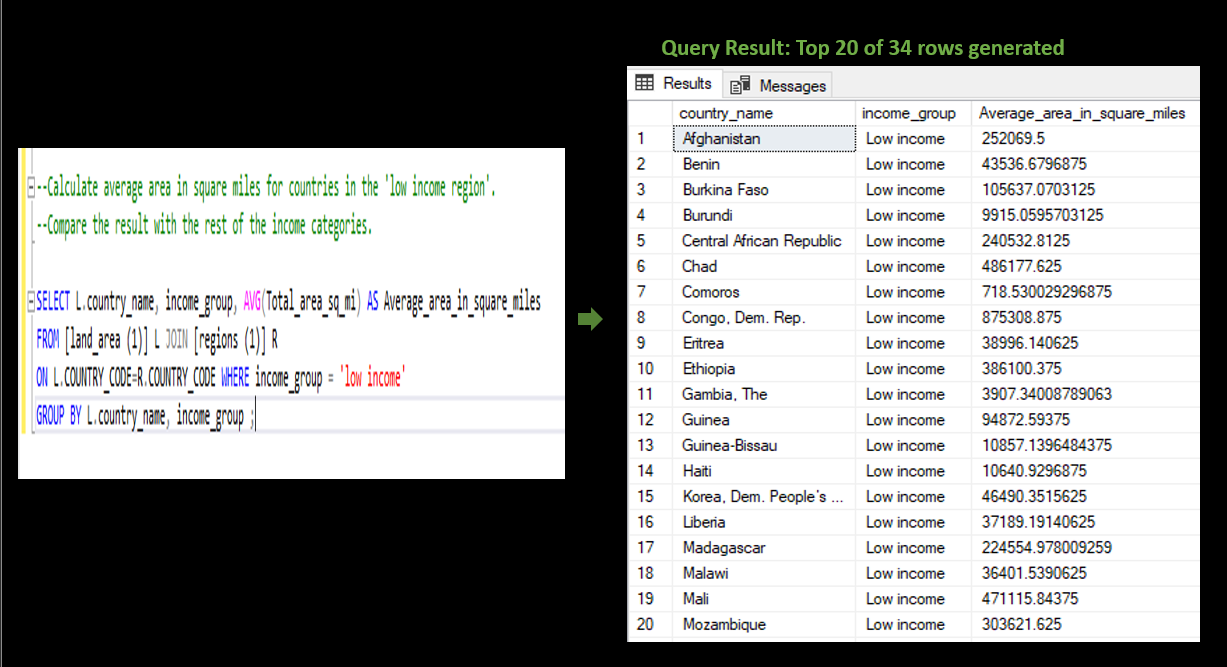 Query Result: Top 20 of 34 rows generated
--Calculate average area in square miles for countries in the 'low income region'.
--Compare the result with the rest of the income categories.
SELECT L.country_name, income_group, AVG(Total_area_sq_mi) AS Average_area_in_square_miles
FROM [land_area (1)] L JOIN [regions (1)] R
ON L.COUNTRY_CODE=R.COUNTRY_CODE WHERE income_group = 'low income'
GROUP BY L.country_name, income_group ;
Results Messages
country_name income_group Average_area_in_square_miles
1 Afghanistan Low income 252069.5
2 Benin Low income 43536.6796875
3 Burkina Faso Low income 105637.0703125
4 Burundi Low income 9915.0595703125
5 Central African Republic Low income 240532.8125
6 Chad Low income 486177.625
7 Comoros Low income 718.530029296875
8 Congo, Dem. Rep. Low income 875308.875
9 Eritrea Low income 38996.140625
10 Ethiopia Low income 386100.375
11 Gambia, The Low income 3907.34008789063
12 Guinea Low income 94872.59375
13 Guinea-Bissau Low income 10857.1396484375
14 Haiti Low income 10640.9296875
15 Korea, Dem. People's ... Low income 46490.3515625
16 Liberia Low income 37189.19140625
17 Madagascar Low income 224554.978009259
18 Malawi Low income 36401.5390625
19 Mali Low income 471115.84375
20 Mozambique Low income 303621.625